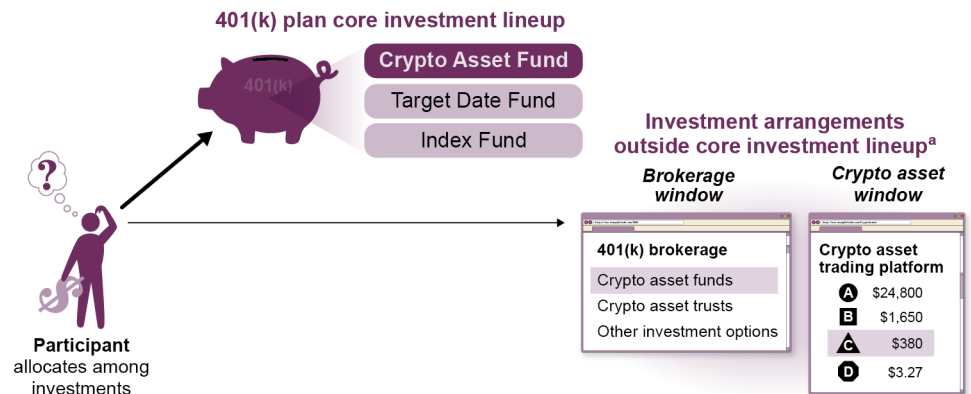 401(k) plan core investment lineup
401(k)
Crypto Asset Fund
Target Date Fund
Index Fund
Investment arrangements
outside core investment lineupa
Brokerage
window
Crypto asset
window
?
$
401(k) brokerage
Crypto asset funds
Crypto asset trusts
Other investment options
Crypto asset
trading platform
A $24,800
B $1,650
C $380
D $3.27
Participant
allocates among
investments